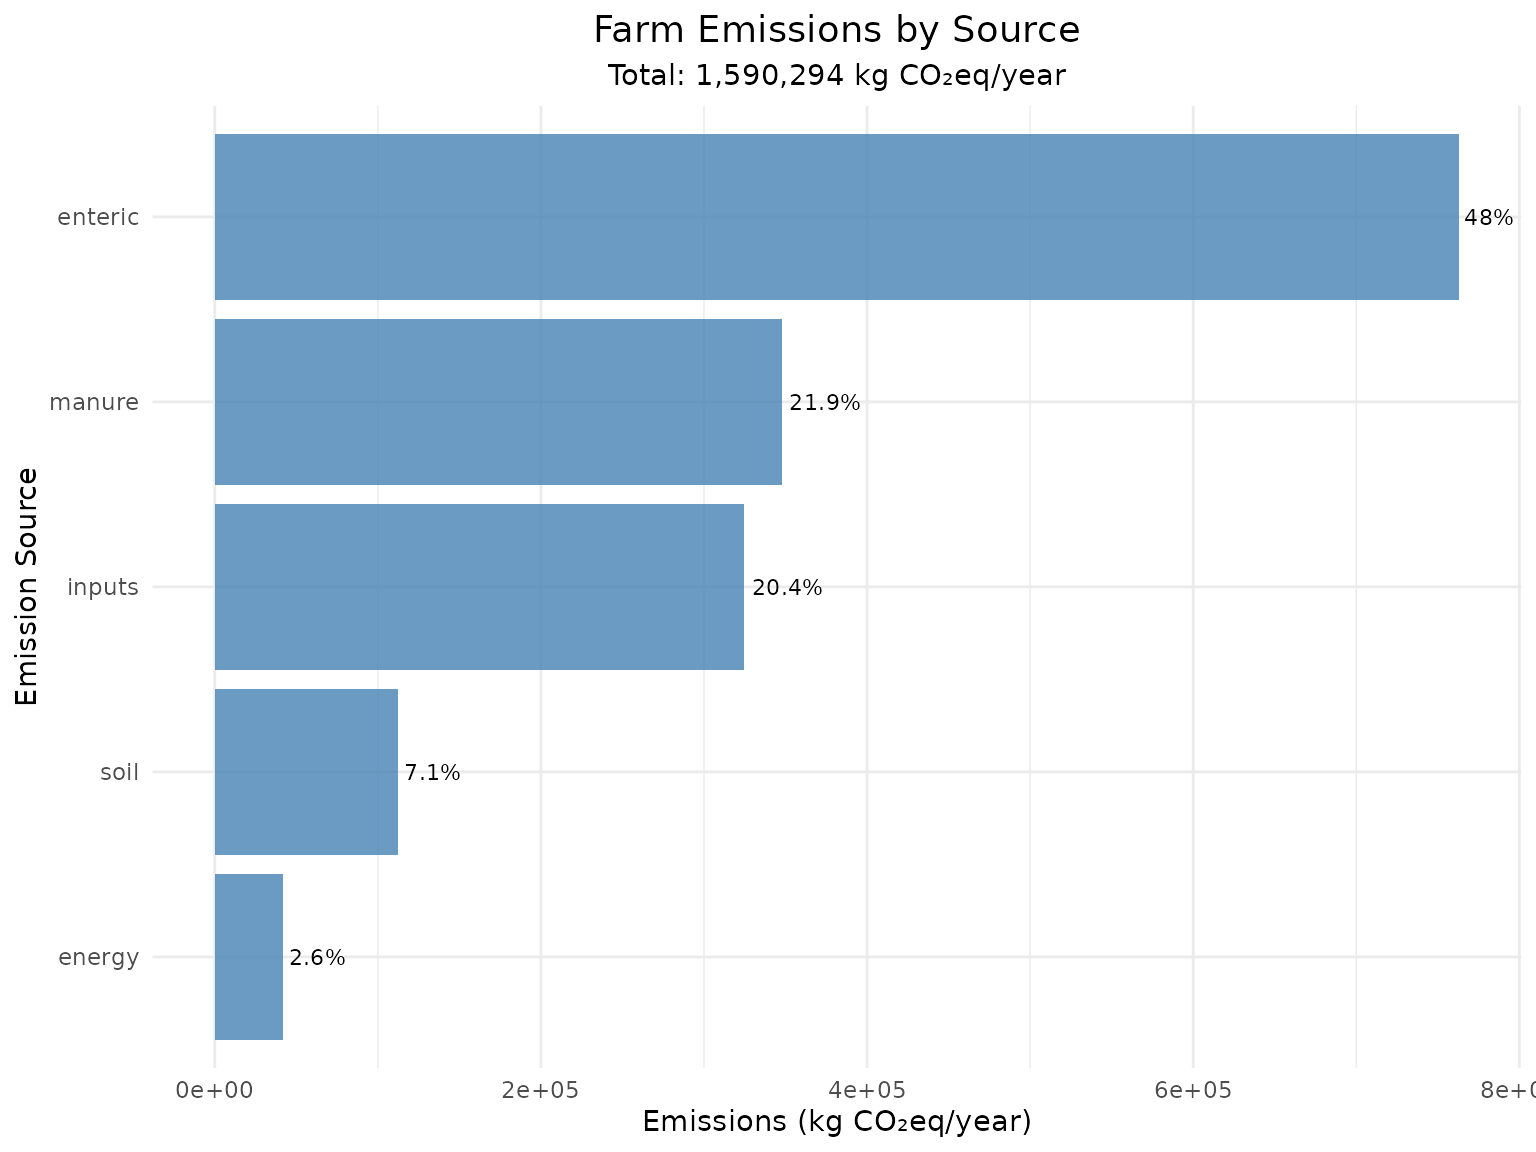 Farm Emissions by Source
Total: 1,590,294 kg CO₂eq/year
Emission Source
enteric
48%
manure
21.9%
inputs
20.4%
soil
7.1%
energy
2.6%
0e+00
2e+05
4e+05
6e+05
8e+0
Emissions (kg CO₂eq/year)